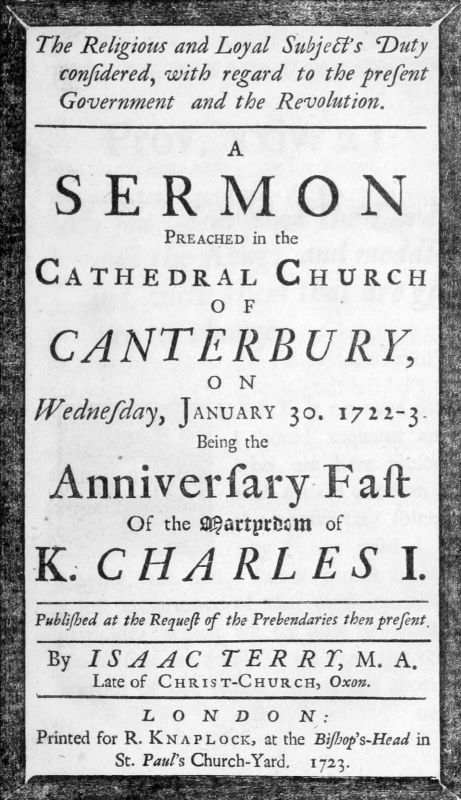 The Religious and Loyal Subject's Duty
conſidered, with regard to the preſent
Government and the Revolution.
A
SERMON
PREACHED in the
CATHEDRAL CHURCH
OF
CANTERBURY,
ON
Wedneſday, JANUARY 30. 1722-3.
Being the
Anniverſary Faſt
Of the Martyrdom of
K. CHARLES I.
Publiſhed at the Requeſt of the Prebendaries then preſent.
By ISAAC TERRY, M. A.
Late of CHRIST-CHURCH, Oxon.
LONDON:
Printed for R. KNAPLOCK, at the Biſhop's-Head in
St. Paul's Church-Yard. 1723.